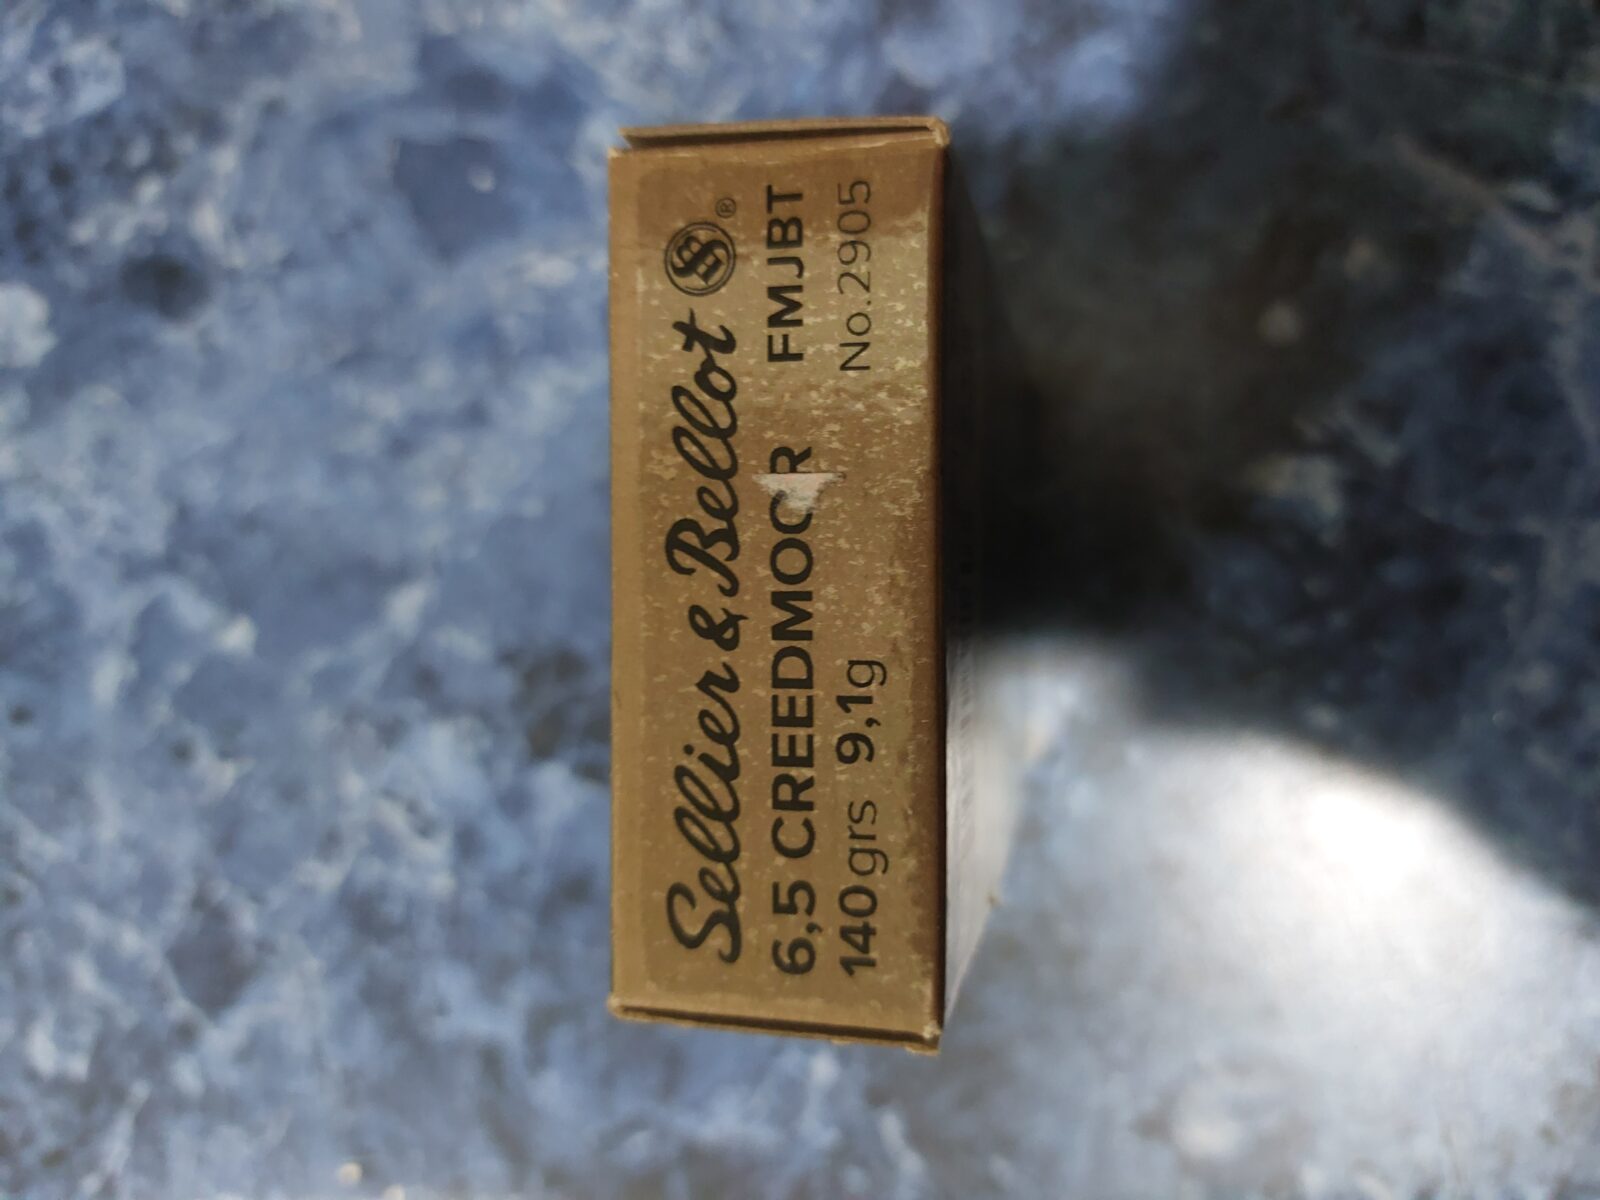 Sellier & Bellot ®
6,5 CREEDMOOR FMJBT
140grs 9,1g No.2905